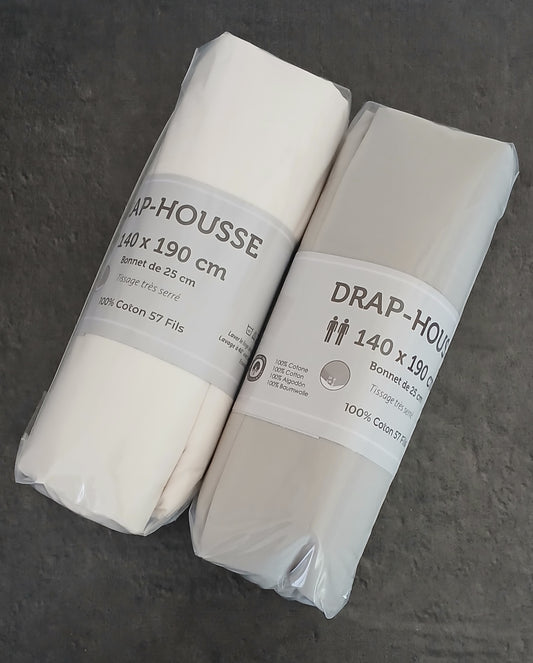 AP-HOUSSE
140 x 190 cm
Bonnet de 25 cm
Tissage très serré
100% Coton 57 Fils
DRAP-HOUSS
140 x 190 c
Bonnet de 25 cm
Tissage très serré
100% Coton 57 Fils
100% Cotone
100% Cotton
100% Algodón
100% Baumwolle